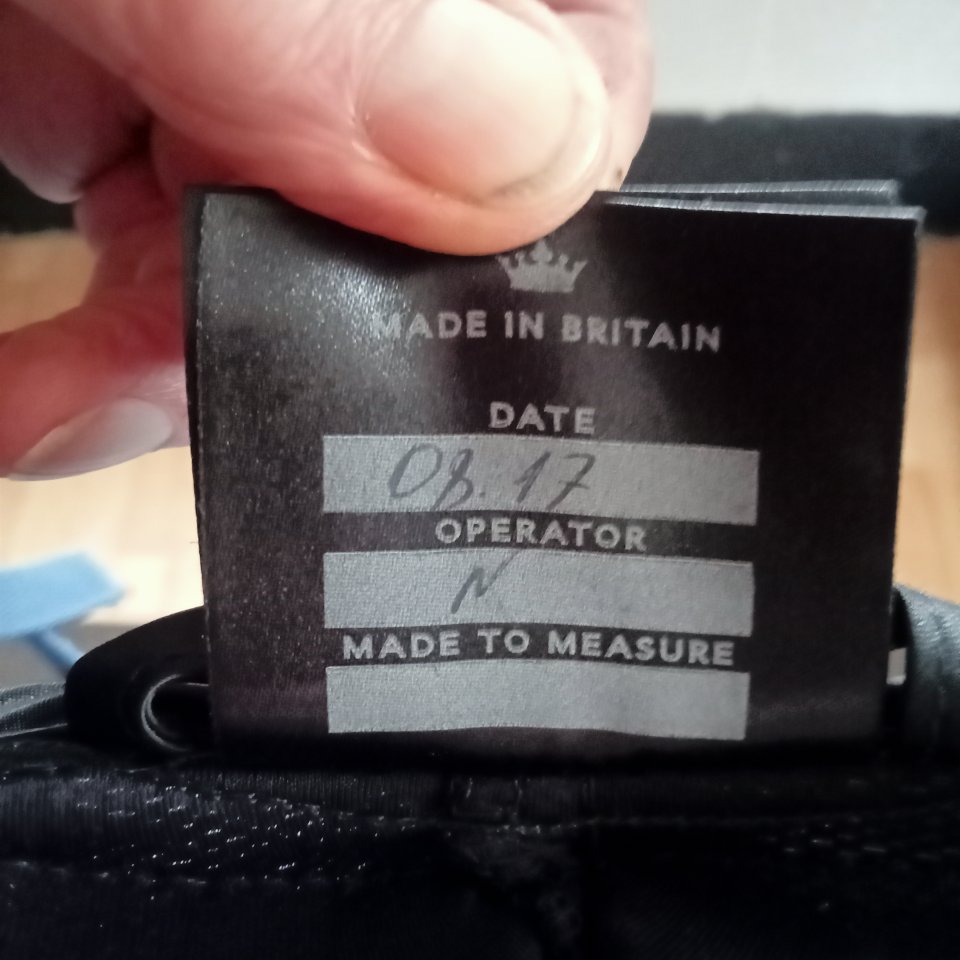 MADE IN BRITAIN
DATE
08.17
OPERATOR
N
MADE TO MEASURE